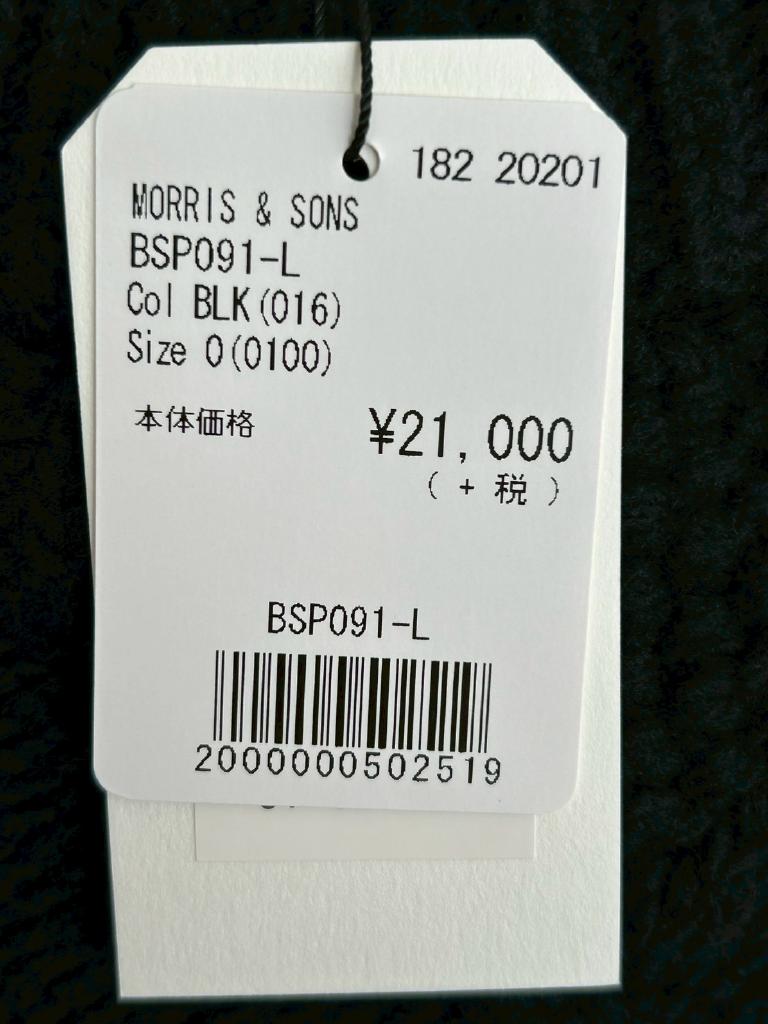 182 20201
MORRIS & SONS
BSP091-L
Col BLK(016)
Size 0(0100)
本体価格 ¥21,000
( + 税 )
BSP091-L
2000000502519